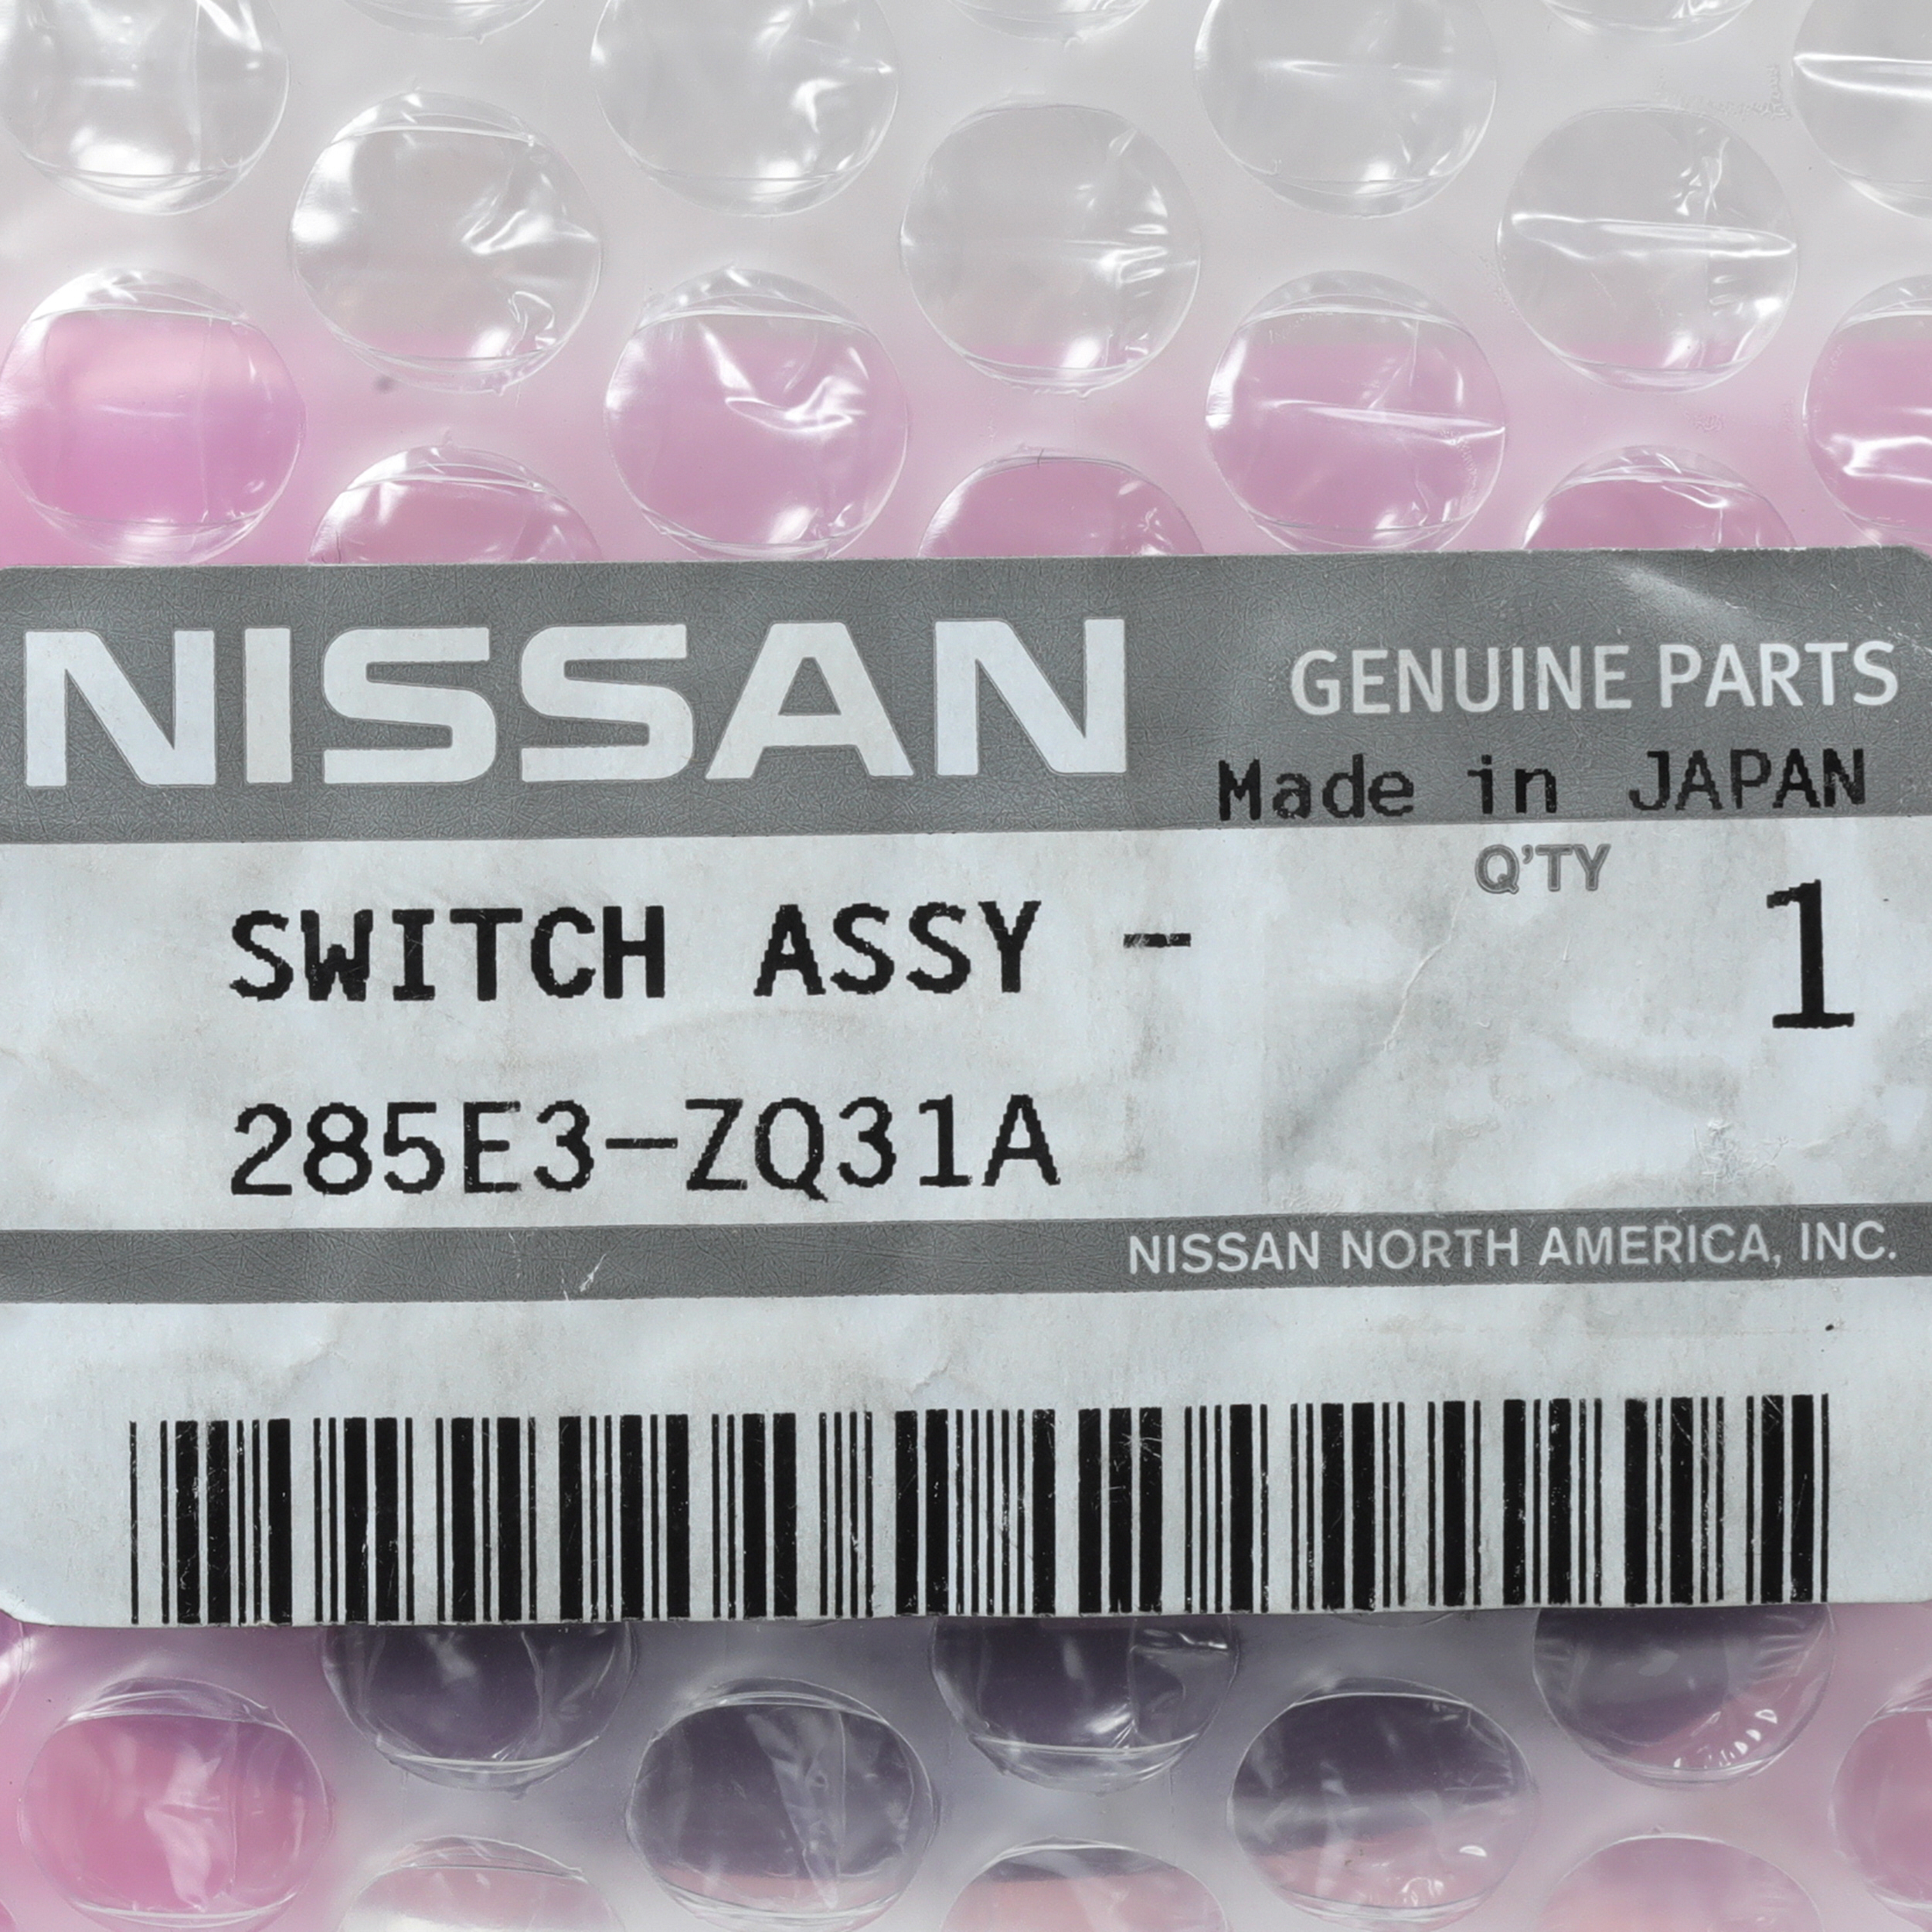 NISSAN
GENUINE PARTS
Made in JAPAN
Q'TY
SWITCH ASSY -
1
285E3-ZQ31A
NISSAN NORTH AMERICA, INC.